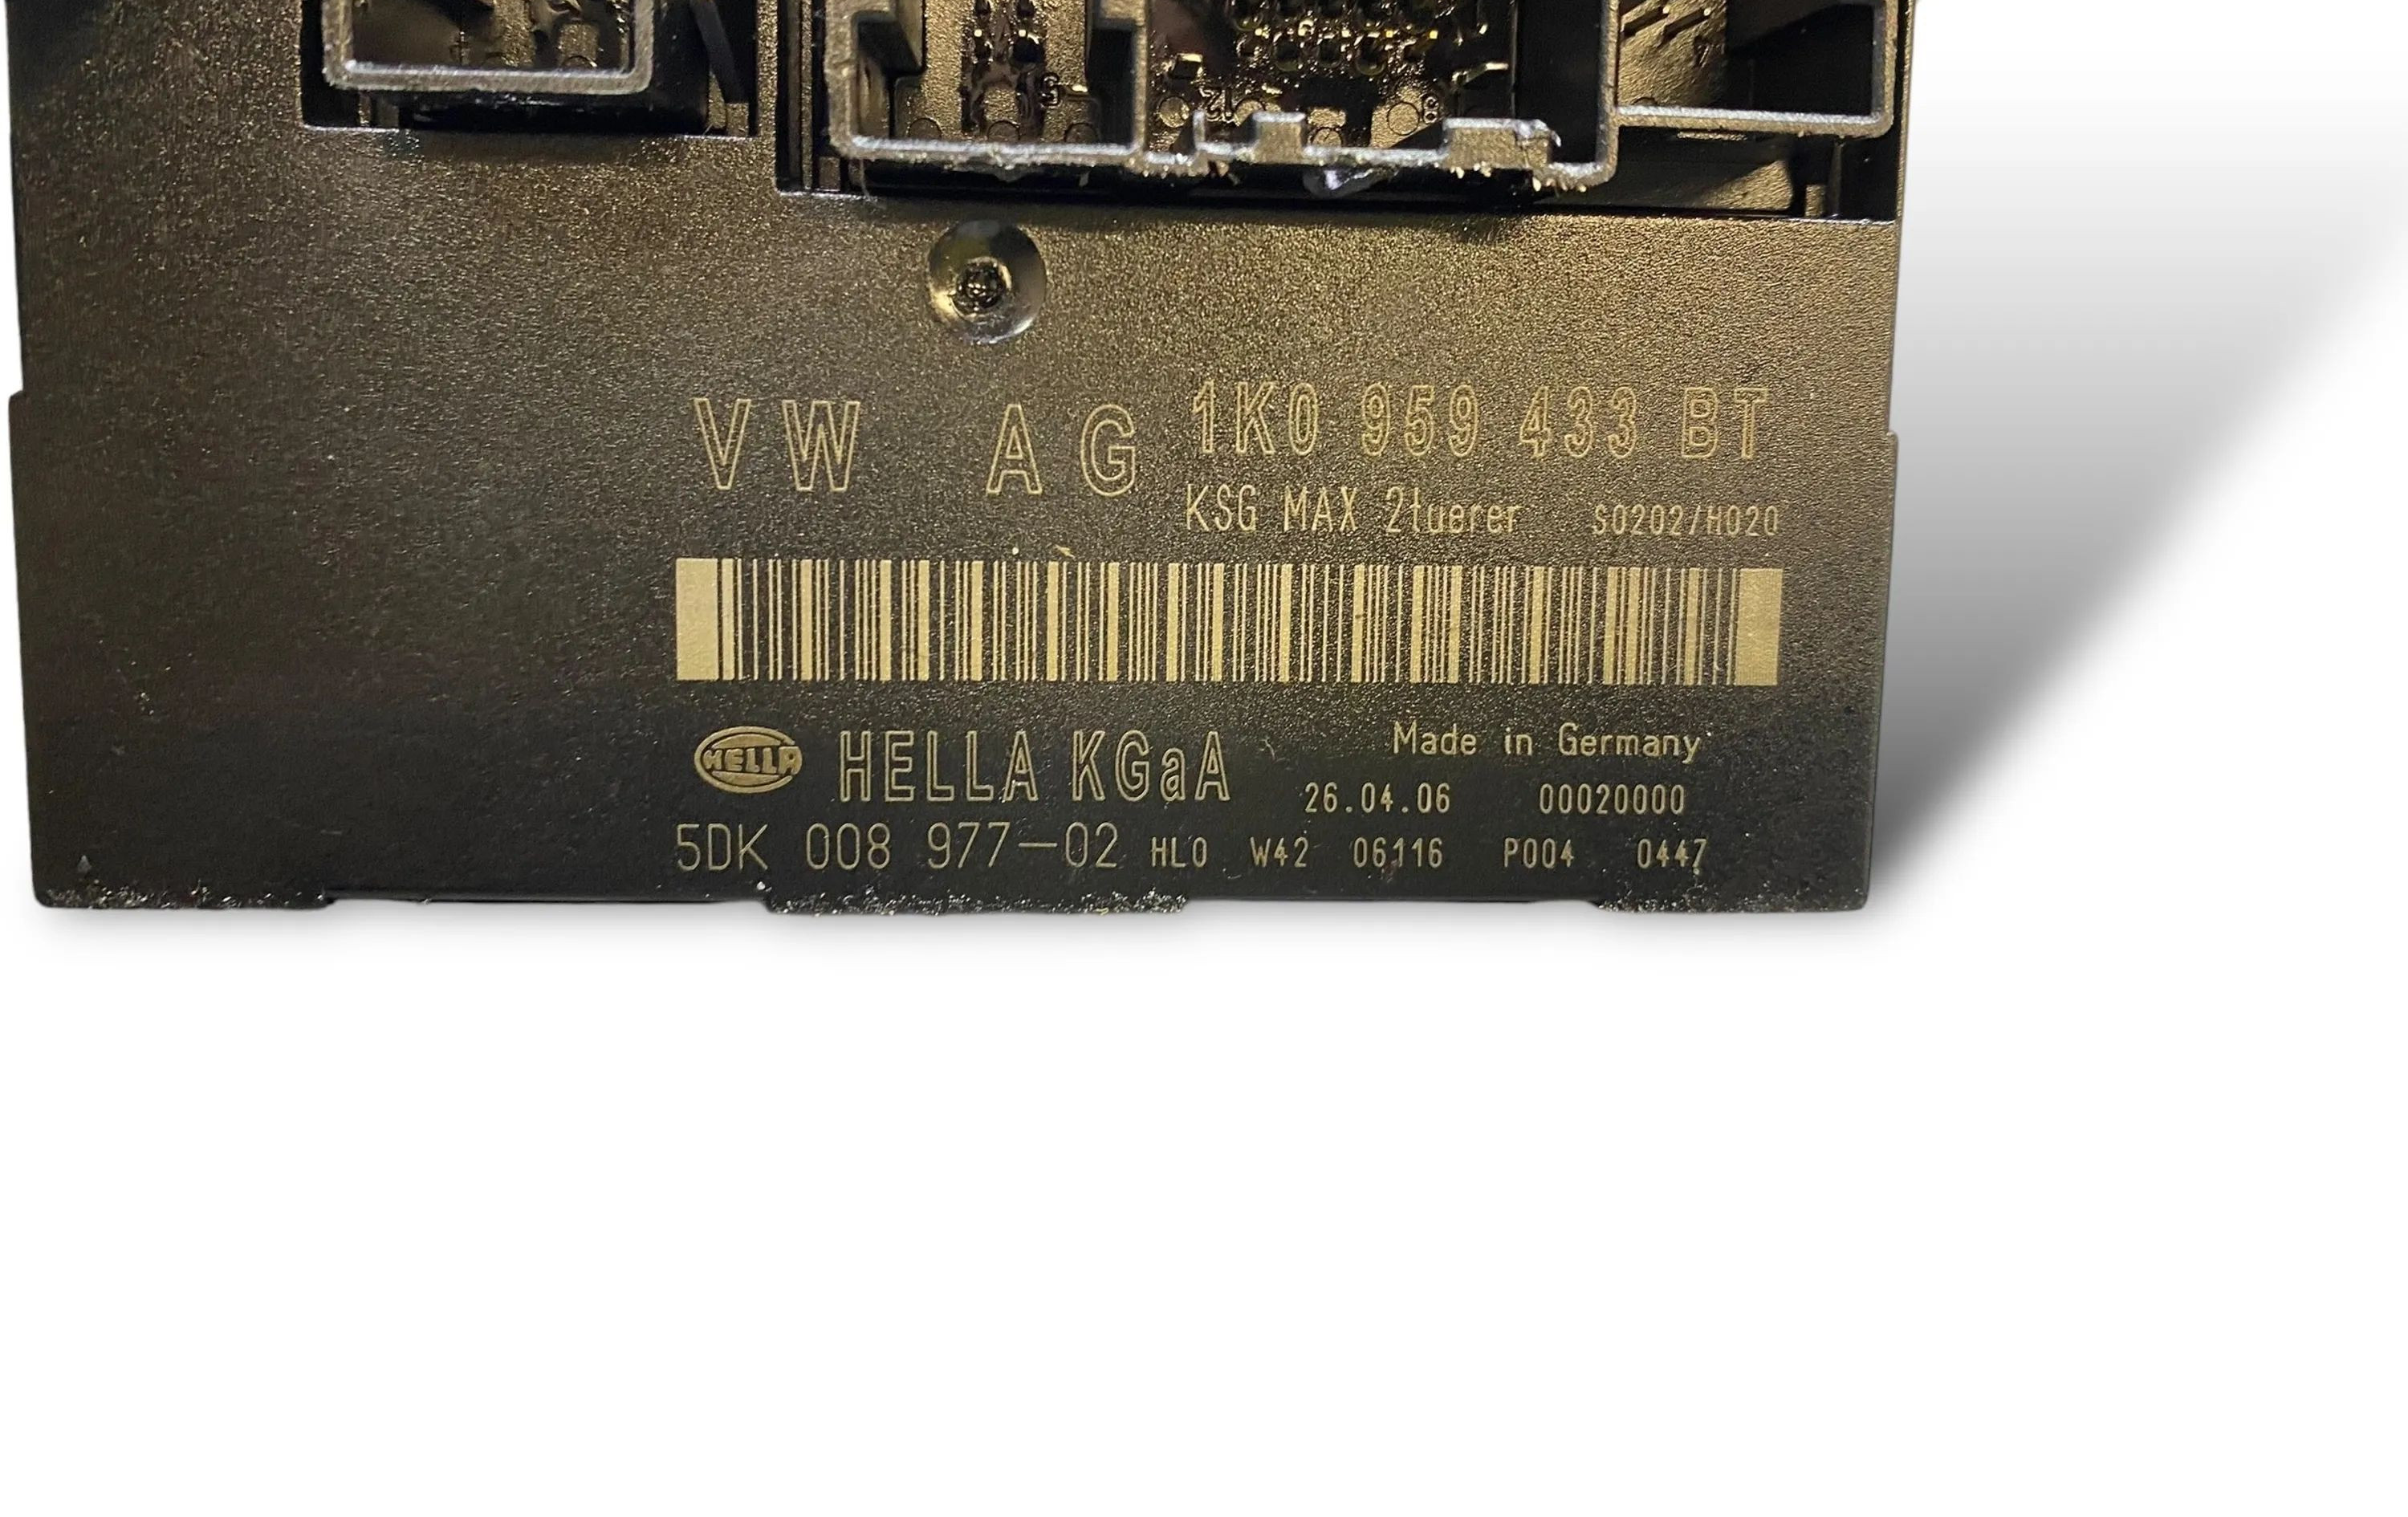 VW AG 1K0 959 433 BT
KSG MAX 2tuerer S0202/H020
HELLA HELLA KGaA Made in Germany
26.04.06 00020000
5DK 008 977-02 HLO W42 06116 P004 0447